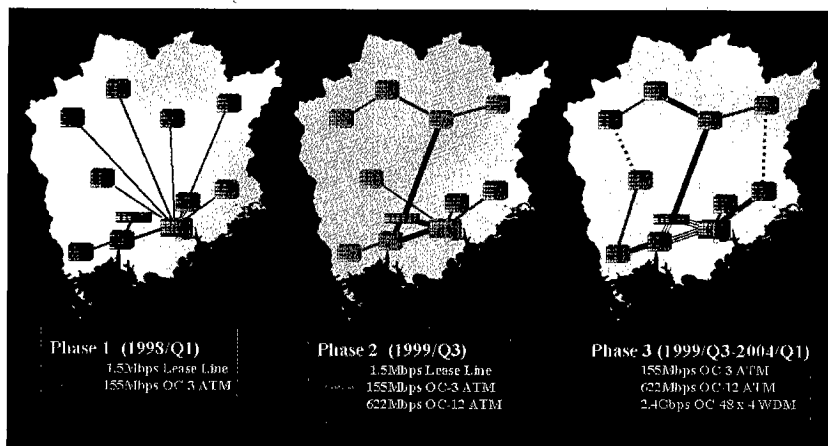 Phase 1 (1998/Q1)
1.5Mbps Lease Line
155Mbps OC-3 ATM
Phase 2 (1999/Q3)
1.5Mbps Lease Line
155Mbps OC-3 ATM
622Mbps OC-12 ATM
Phase 3 (1999/Q3-2004/Q1)
155Mbps OC-3 ATM
622Mbps OC-12 ATM
2.4Gbps OC-48 x 4 WDM